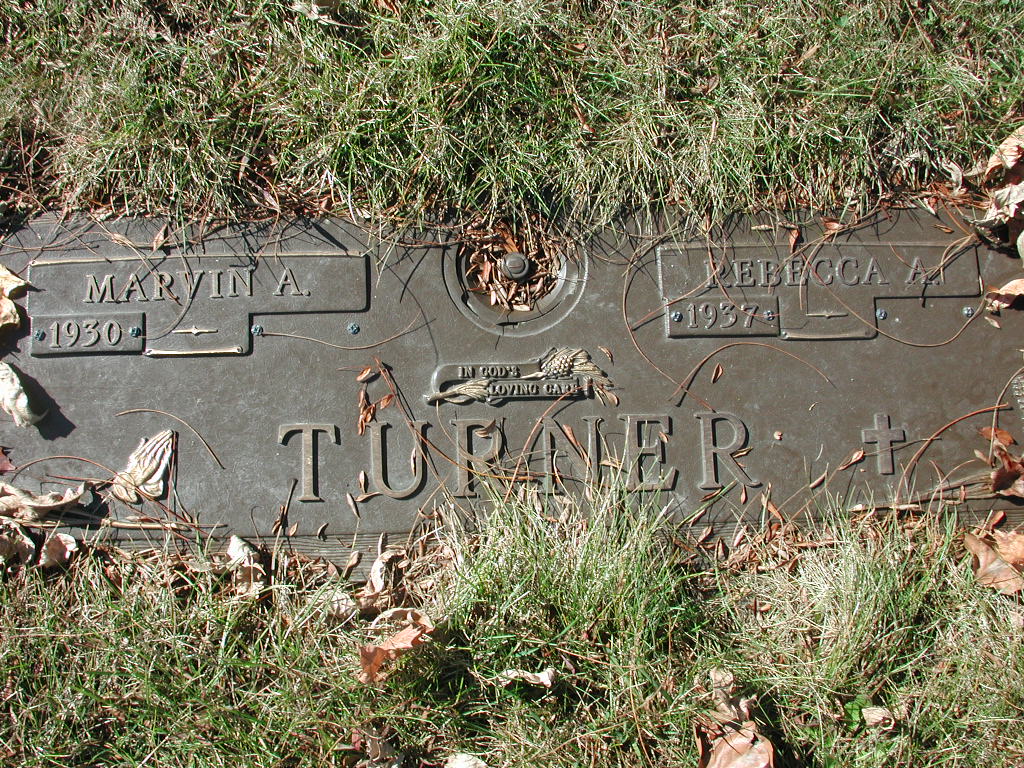 MARVIN A.
1930
REBECCA A.
1937
IN GOD'S
LOVING CARE
TURNER